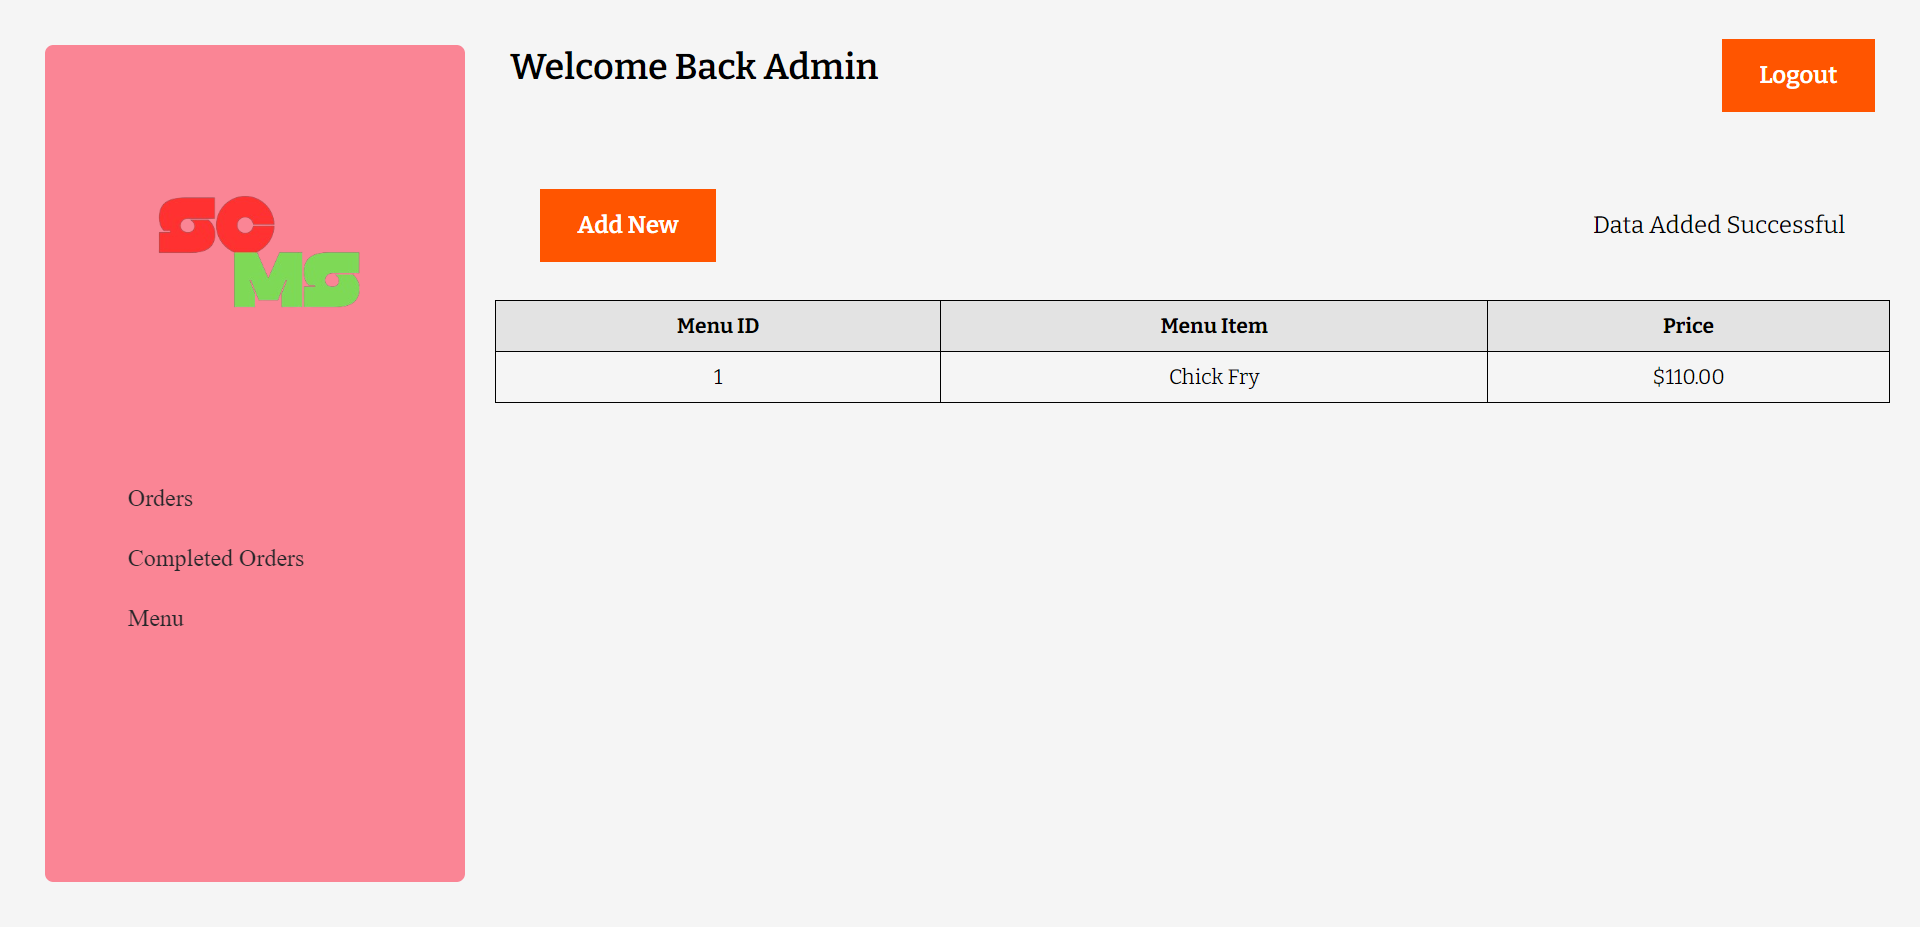 SC
MS
Orders
Completed Orders
Menu
Welcome Back Admin
Logout
Add New
Data Added Successful
Menu ID Menu Item Price
1 Chick Fry $110.00